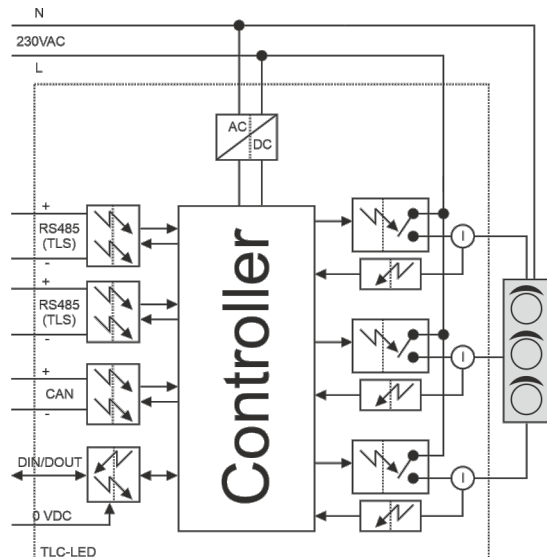 N
230VAC
L
AC
DC
+
RS485
(TLS)
-
+
RS485
(TLS)
-
+
CAN
-
DIN/DOUT
0 VDC
TLC-LED
Controller
I
I
I